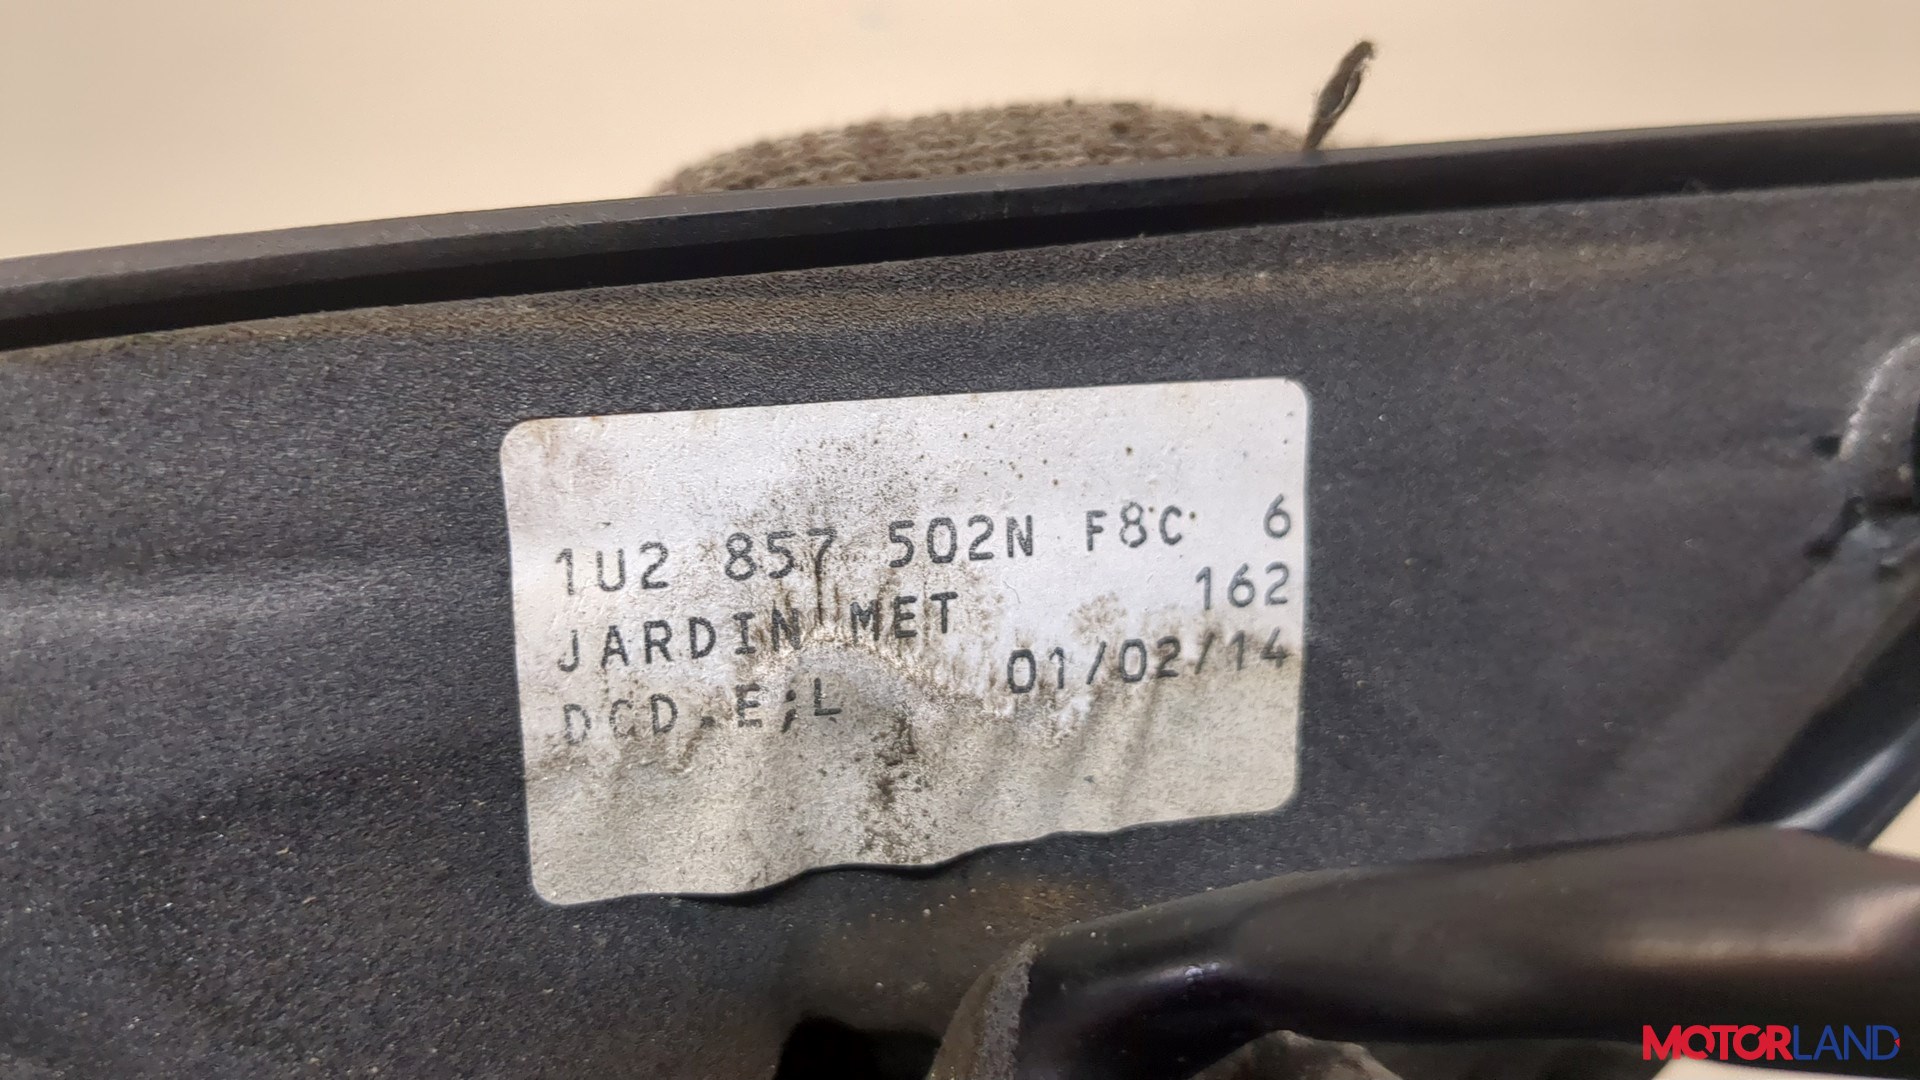 1U2 857 502N F8C 6
JARDIN MET 162
DCD.E;L 01/02/14
MOTORLAND